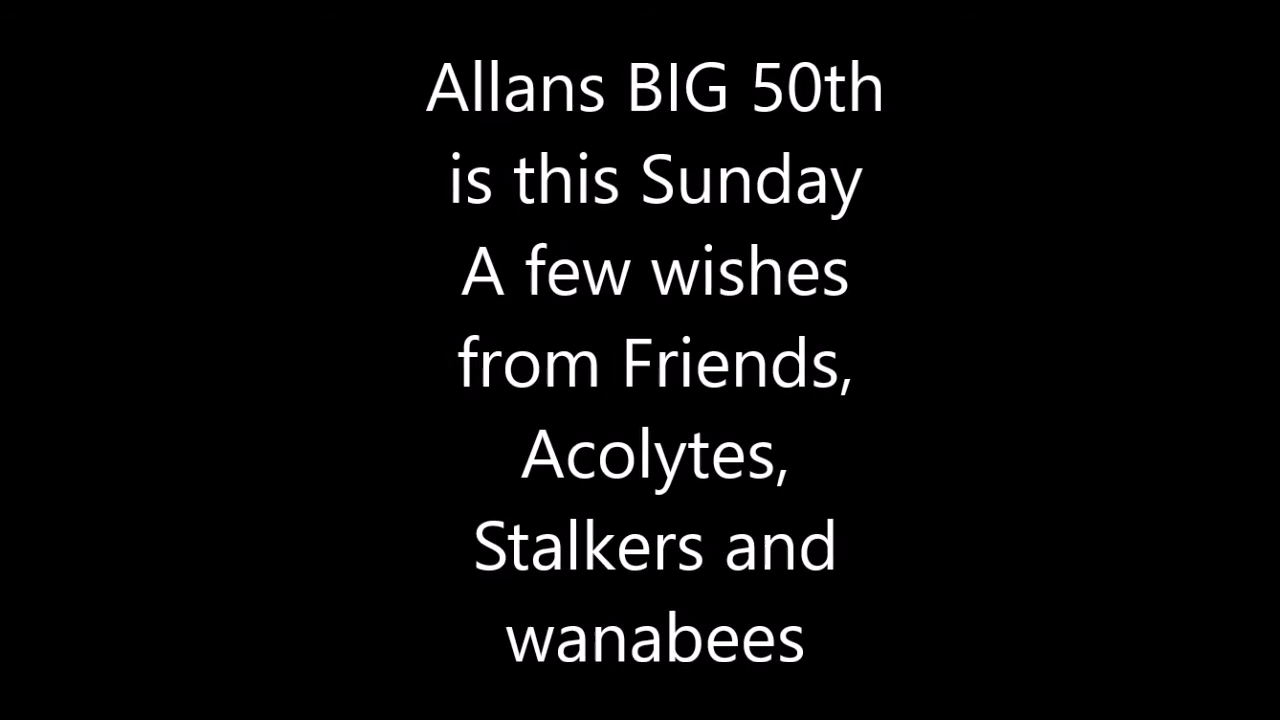 Allans BIG 50th
is this Sunday
A few wishes
from Friends,
Acolytes,
Stalkers and
wanabees